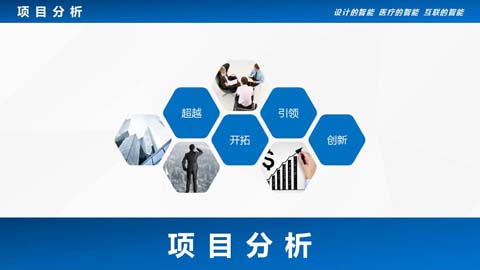 项目分析
设计的智能 医疗的智能 互联的智能
超越
引领
开拓
创新
$
项目分析